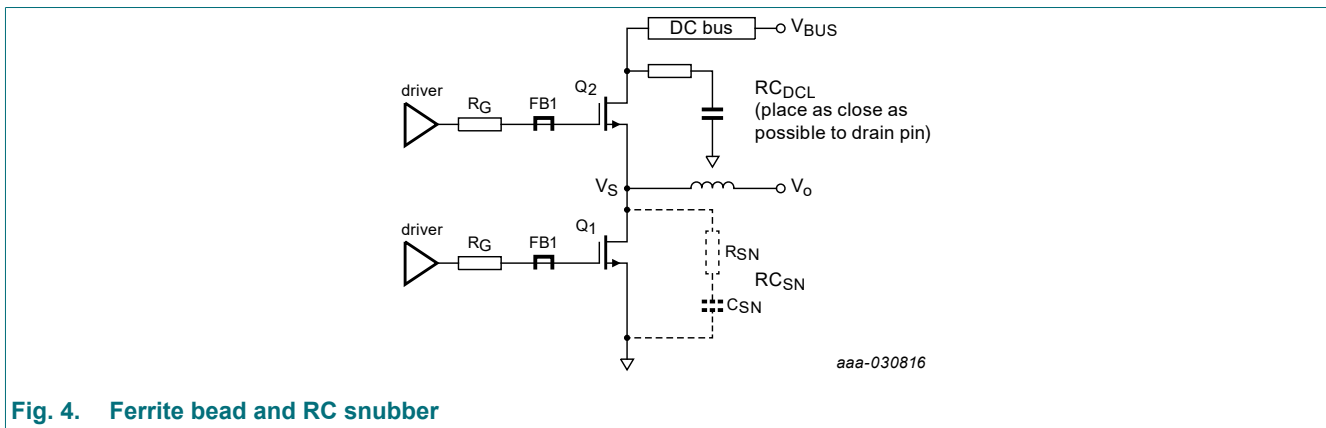 DC bus
VBUS
driver
RG
FB1
Q2
RCDCL
(place as close as
possible to drain pin)
VS
Vo
driver
RG
FB1
Q1
RSN
RCSN
CSN
aaa-030816
Fig. 4. Ferrite bead and RC snubber